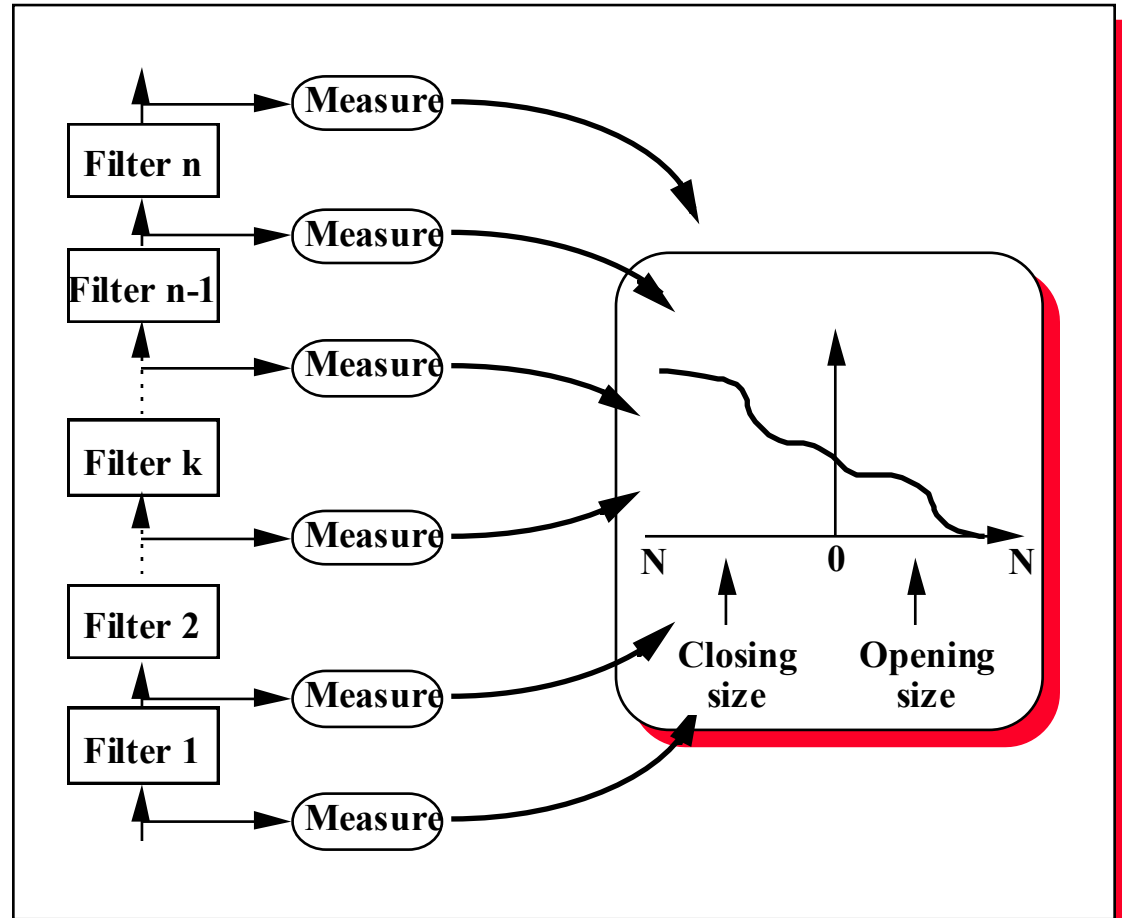 Measure
Filter n
Measure
Filter n-1
Measure
Filter k
Measure
Filter 2
Measure
Filter 1
Measure
N
0
N
Closing
size
Opening
size